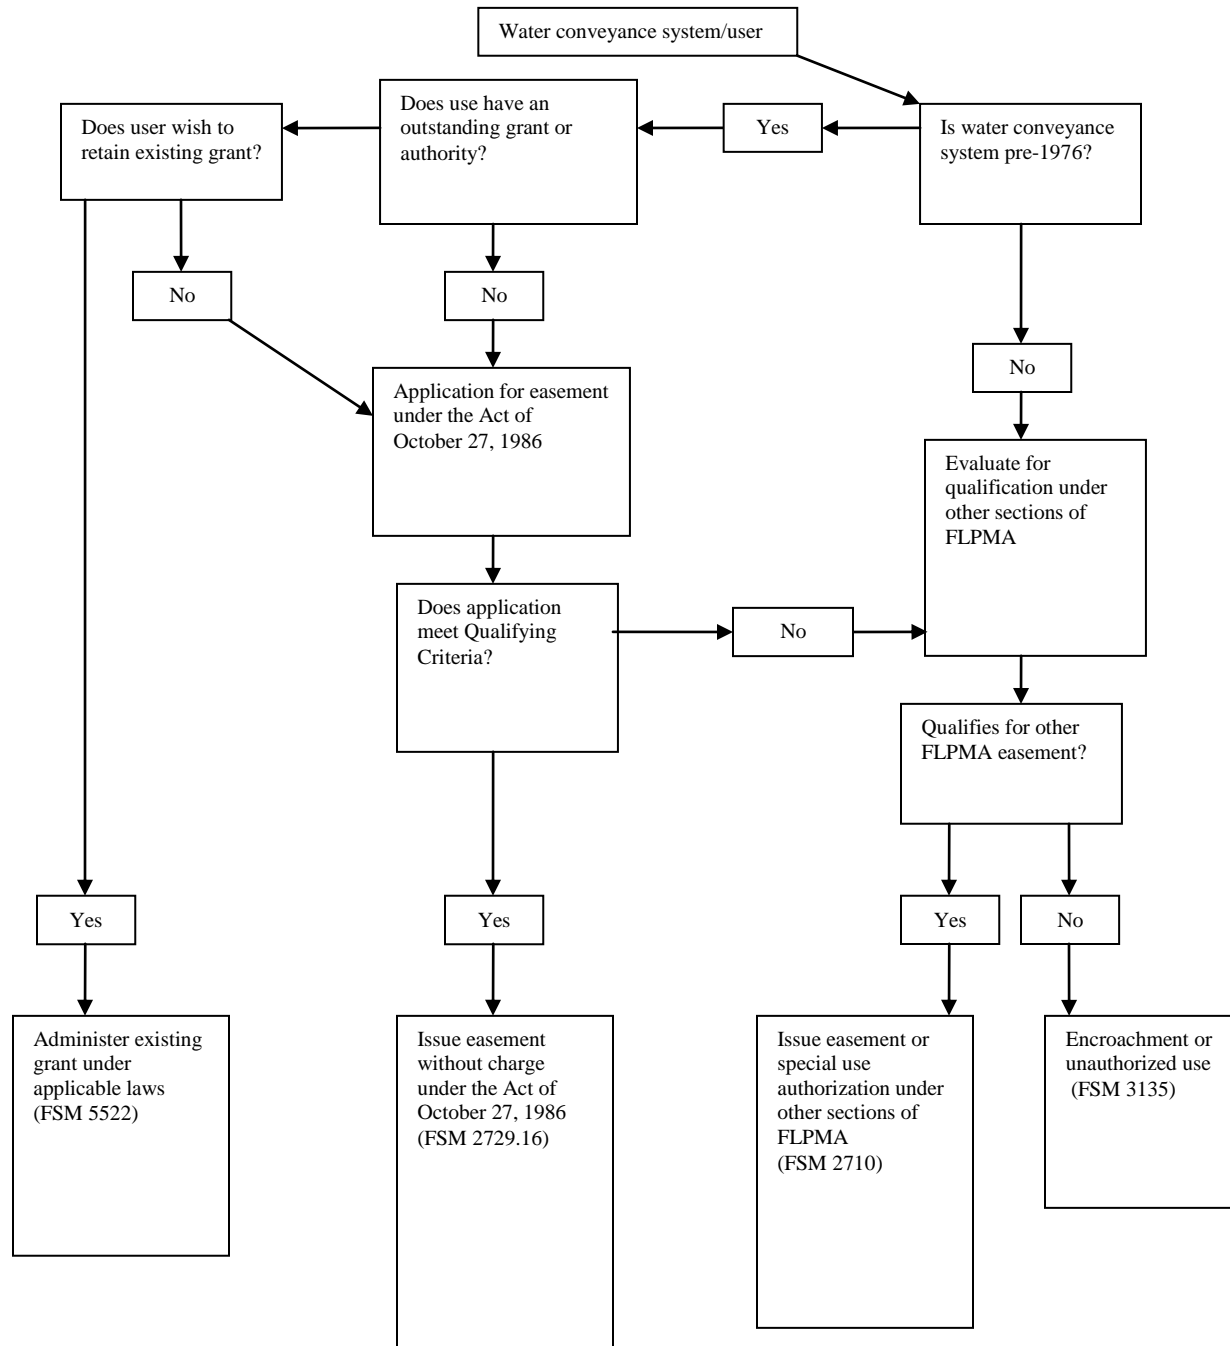 Water conveyance system/user
Does use have an
outstanding grant or
authority?
Does user wish to
retain existing grant?
Yes
Is water conveyance
system pre-1976?
No
No
No
Application for easement
under the Act of
October 27, 1986
Evaluate for
qualification under
other sections of
FLPMA
Does application
meet Qualifying
Criteria?
No
Qualifies for other
FLPMA easement?
Yes
Yes
Yes
No
Administer existing
grant under
applicable laws
(FSM 5522)
Issue easement
without charge
under the Act of
October 27, 1986
(FSM 2729.16)
Issue easement or
special use
authorization under
other sections of
FLPMA
(FSM 2710)
Encroachment or
unauthorized use
(FSM 3135)